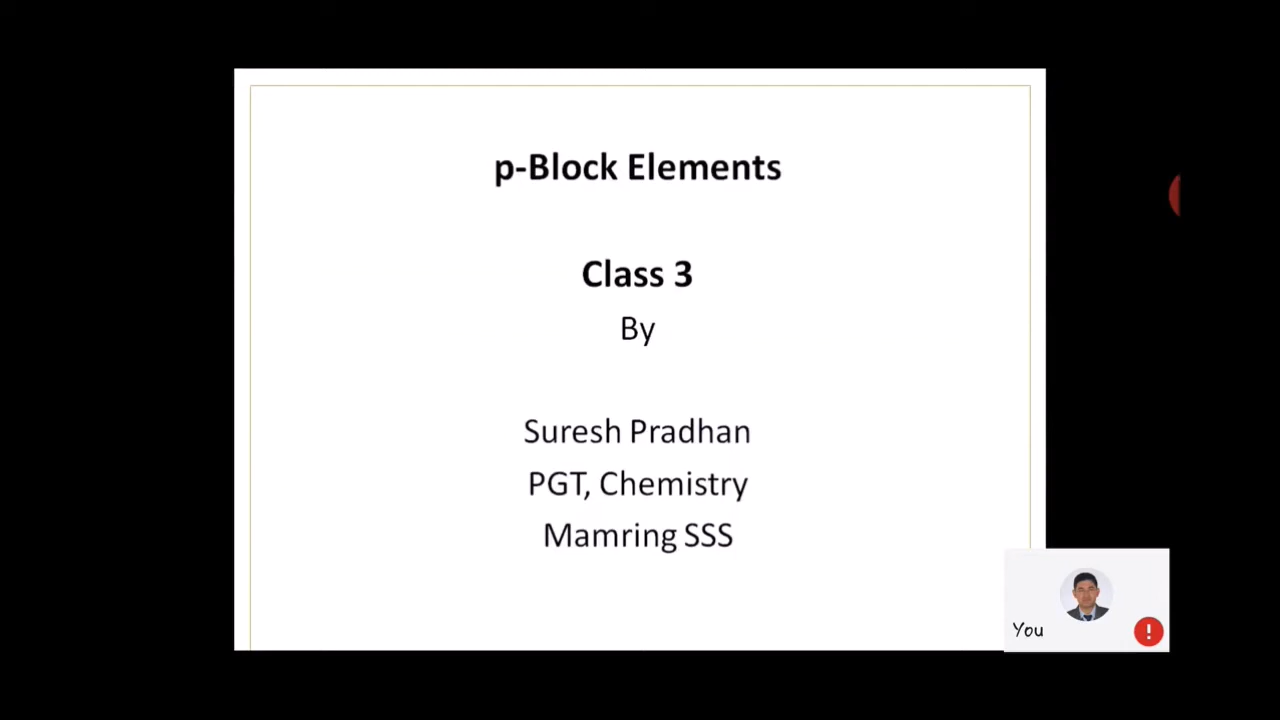 p-Block Elements
Class 3
By
Suresh Pradhan
PGT, Chemistry
Mamring SSS
You
!